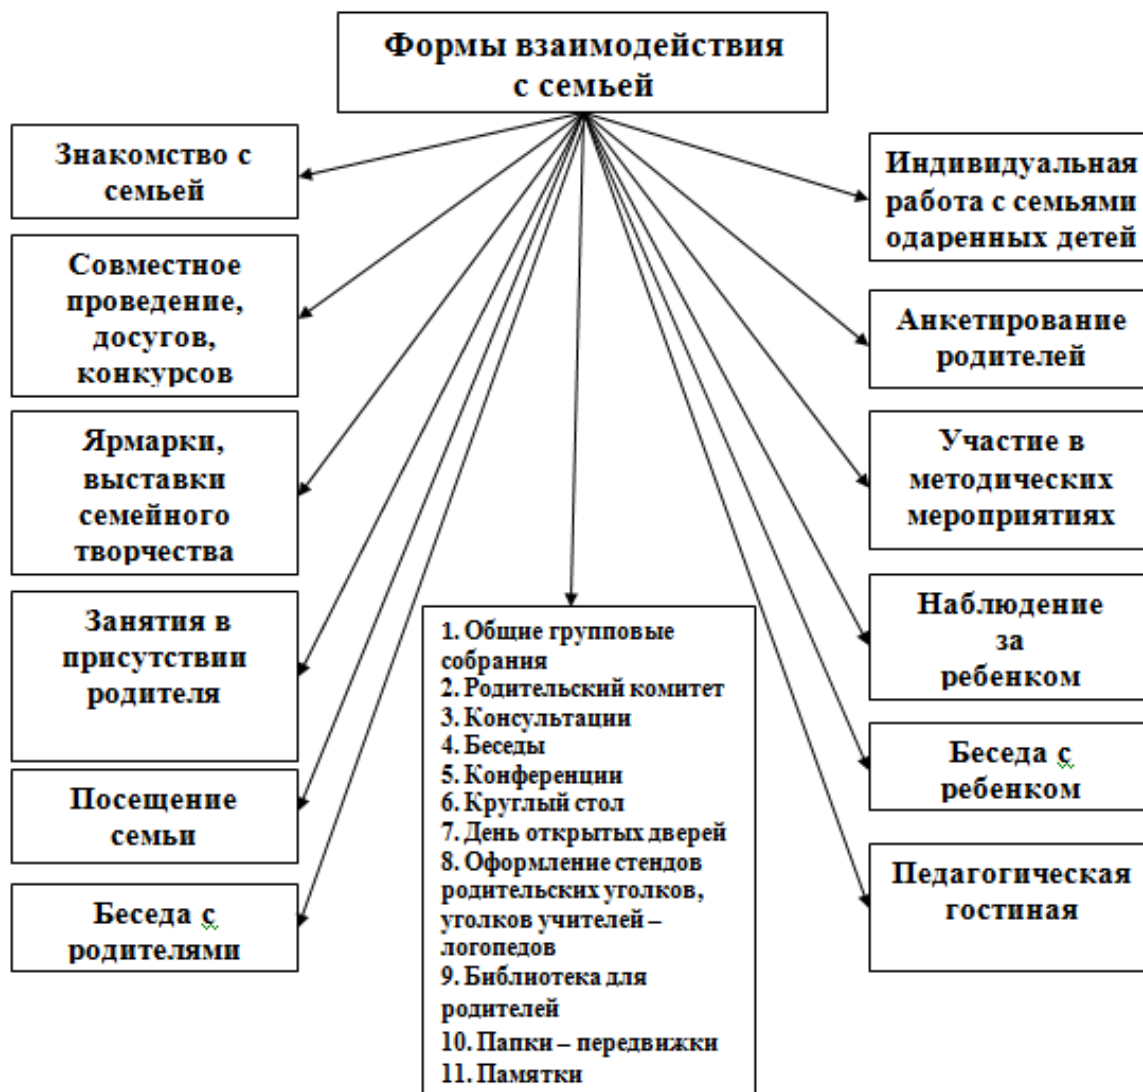 Формы взаимодействия
с семьей
Знакомство с
семьей
Совместное
проведение,
досугов,
конкурсов
Ярмарки,
выставки
семейного
творчества
Занятия в
присутствии
родителя
Посещение
семьи
Беседа с
родителями
1. Общие групповые
собрания
2. Родительский комитет
3. Консультации
4. Беседы
5. Конференции
6. Круглый стол
7. День открытых дверей
8. Оформление стендов
родительских уголков,
уголков учителей –
логопедов
9. Библиотека для
родителей
10. Папки – передвижки
11. Памятки
Индивидуальная
работа с семьями
одаренных детей
Анкетирование
родителей
Участие в
методических
мероприятиях
Наблюдение
за
ребенком
Беседа с
ребенком
Педагогическая
гостиная